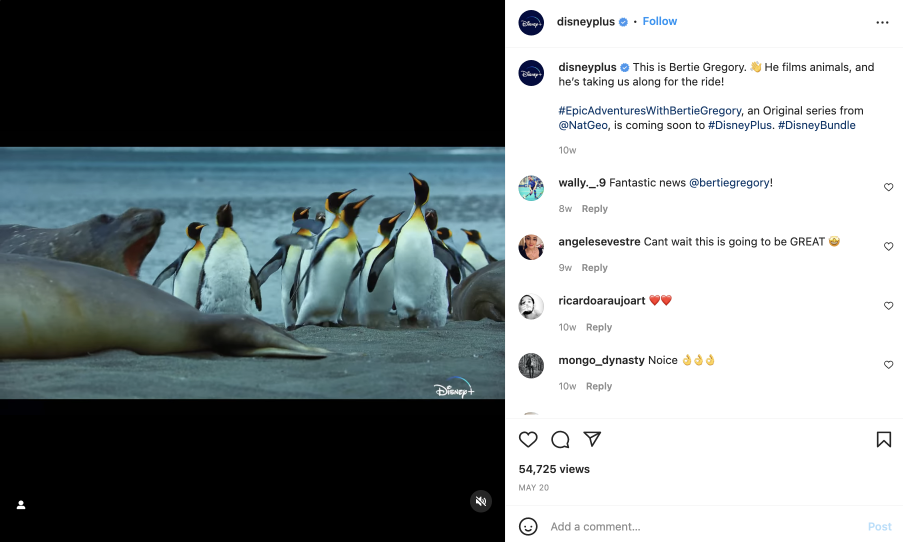 disneyplus • Follow
disneyplus This is Bertie Gregory. 👋 He films animals, and
he's taking us along for the ride!
#EpicAdventuresWithBertieGregory, an Original series from
@NatGeo, is coming soon to #DisneyPlus. #DisneyBundle
10w
wally._.9 Fantastic news @bertiegregory!
8w Reply
angelesevestre Cant wait this is going to be GREAT 🤩
9w Reply
ricardoaraujoart ❤️❤️
10w Reply
mongo_dynasty Noice 👌👌👌
10w Reply
Disney+
54,725 views
MAY 20
Add a comment...
Post